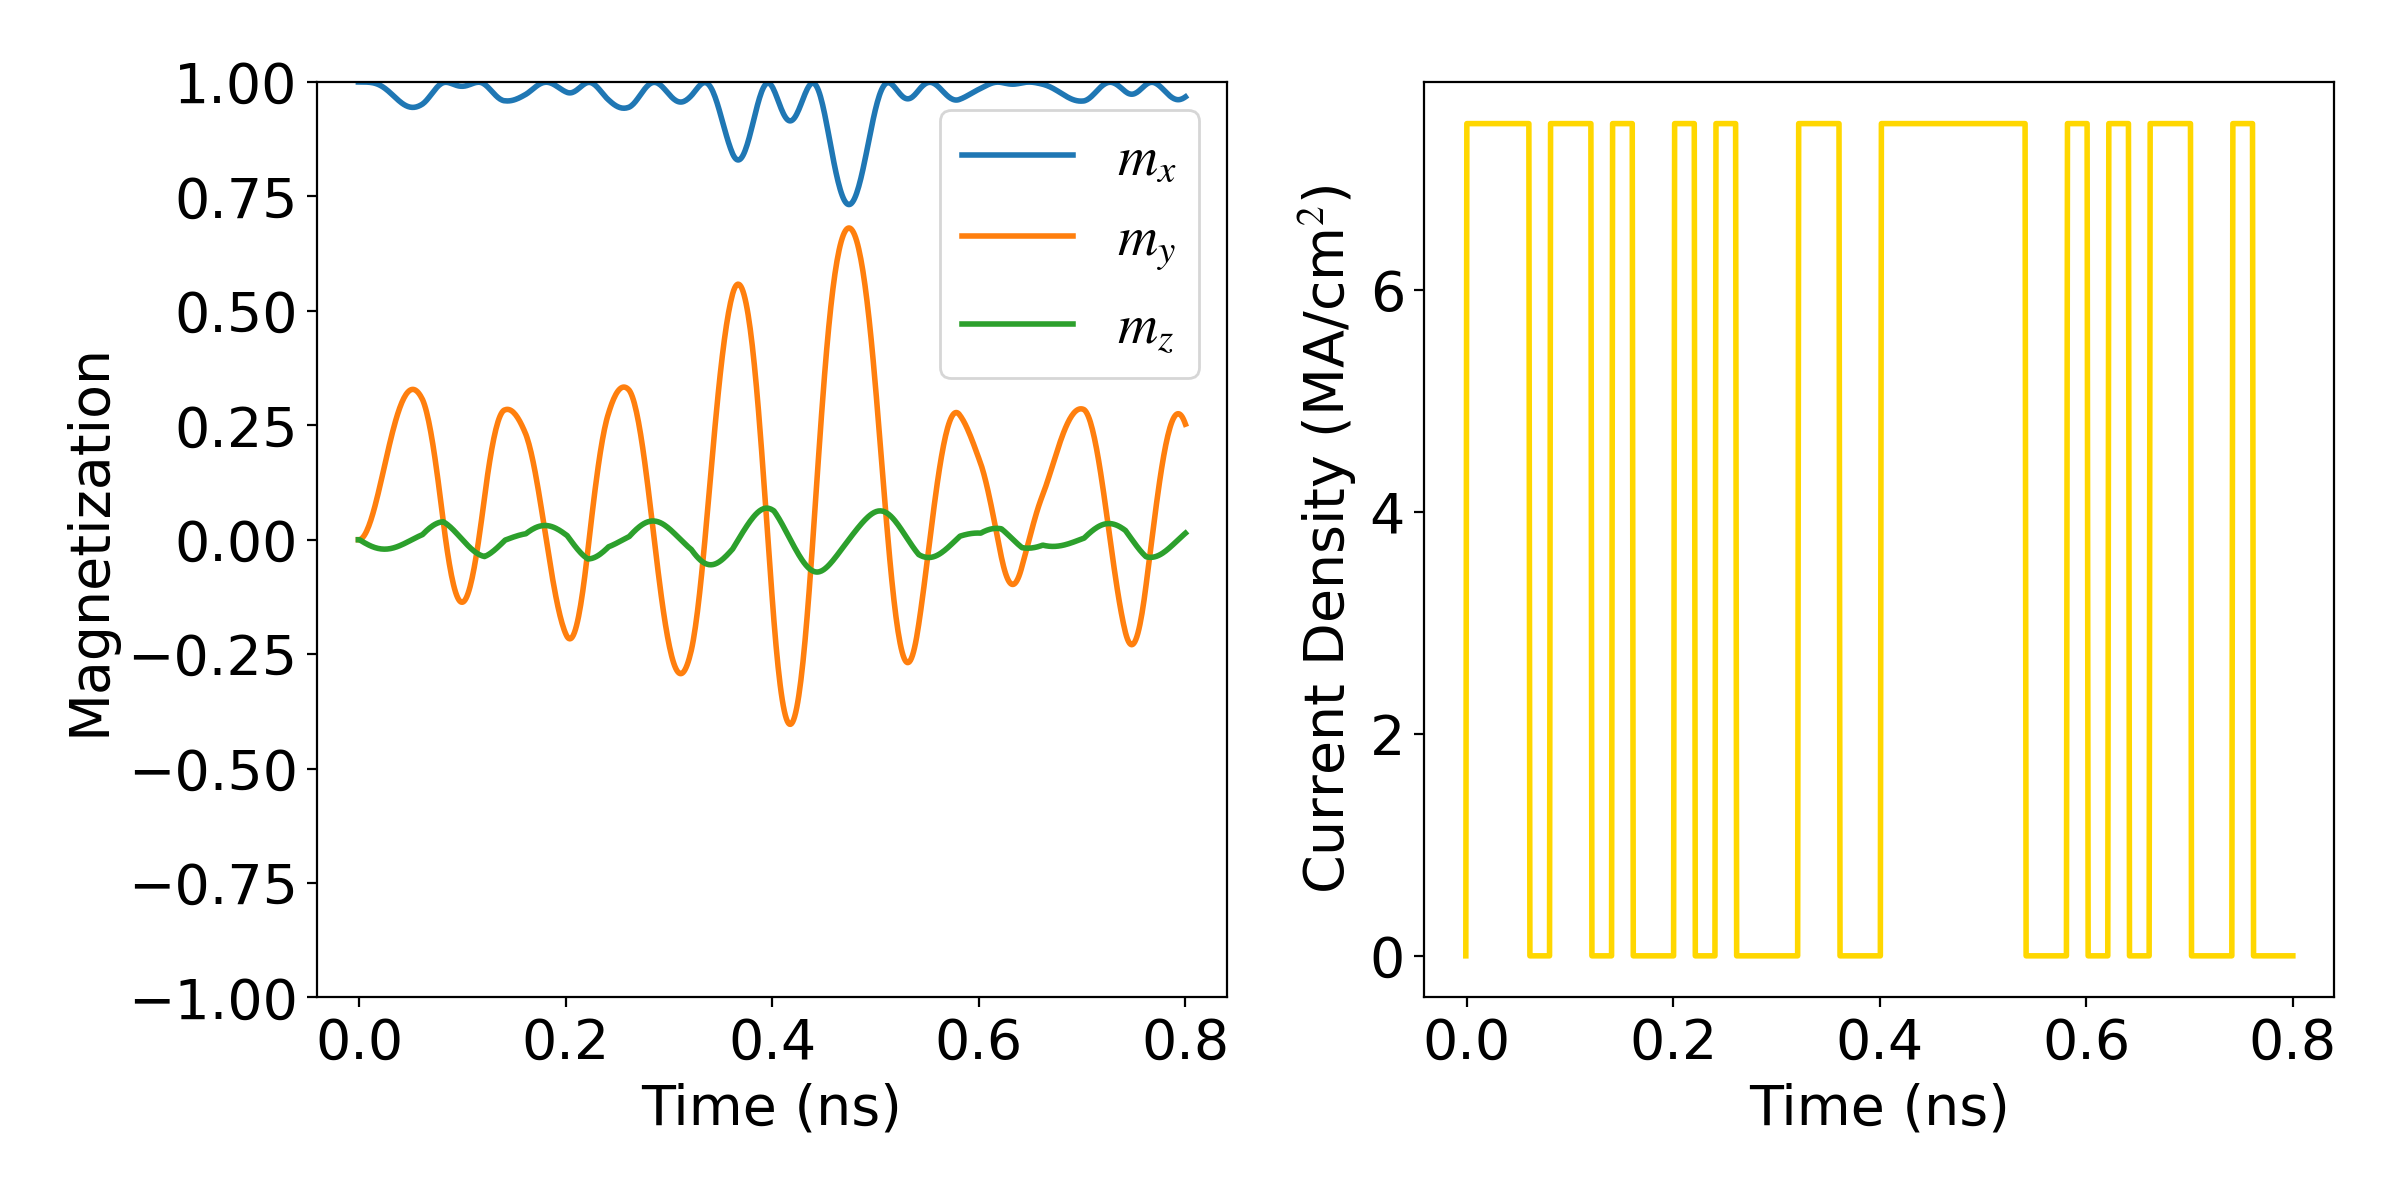 1.00
0.75
0.50
0.25
0.00
−0.25
−0.50
−0.75
−1.00
Magnetization
0.0 0.2 0.4 0.6 0.8
Time (ns)
m_x
m_y
m_z
6
4
2
0
Current Density (MA/cm²)
0.0 0.2 0.4 0.6 0.8
Time (ns)